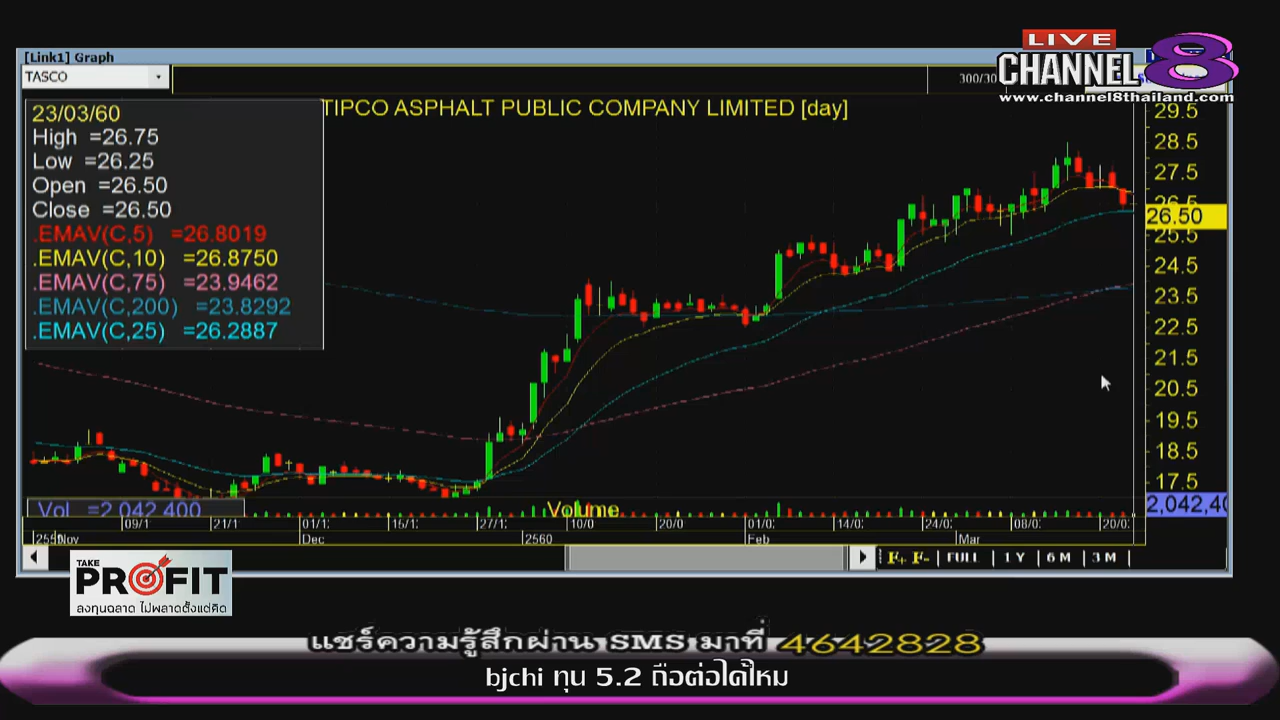 LIVE
CHANNEL 8
www.channel8thailand.com
[Link1] Graph
TASCO
300/30
TIPCO ASPHALT PUBLIC COMPANY LIMITED [day]
23/03/60
High =26.75
Low =26.25
Open =26.50
Close =26.50
.EMAV(C,5) =26.8019
.EMAV(C,10) =26.8750
.EMAV(C,75) =23.9462
.EMAV(C,200) =23.8292
.EMAV(C,25) =26.2887
29.5
28.5
27.5
26.5
26.50
25.5
24.5
23.5
22.5
21.5
20.5
19.5
18.5
17.5
Vol =2,042,400
Volume
2,042,40
09/1 21/1 01/1: 16/1: 27/1: 10/0 20/0 01/0: 14/0: 24/0: 08/0: 20/0:
2559 Nov Dec 2560 Feb Mar
F+ F- FULL 1 Y 6 M 3 M
TAKE
PROFIT
ลงทุนฉลาด ไม่พลาดตั้งแต่คิด
แชร์ความรู้สึกผ่าน SMS มาที่ 4642828
bjchi ทุน 5.2 ถือต่อได้ไหม